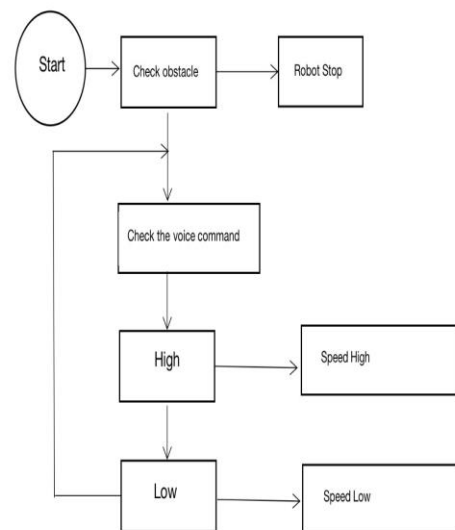 Start
Check obstacle
Robot Stop
Check the voice command
High
Speed High
Low
Speed Low